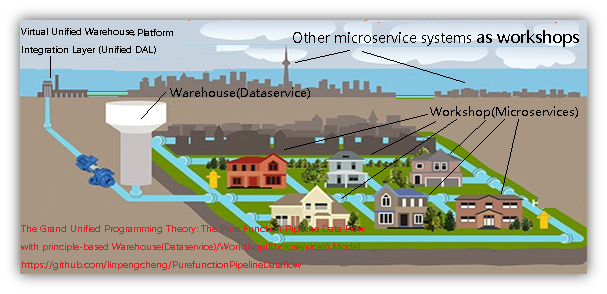 Virtual Unified Warehouse, Platform
Integration Layer (Unified DAL)
Other microservice systems as workshops
Warehouse(Dataservice)
Workshop(Microservices)
The Grand Unified Programming Theory: The Pure Function Pipeline Data Flow
with principle-based Warehouse(Dataservice)/Workshop(Microservices) Model
https://github.com/linpengcheng/PurefunctionPipelineDataflow